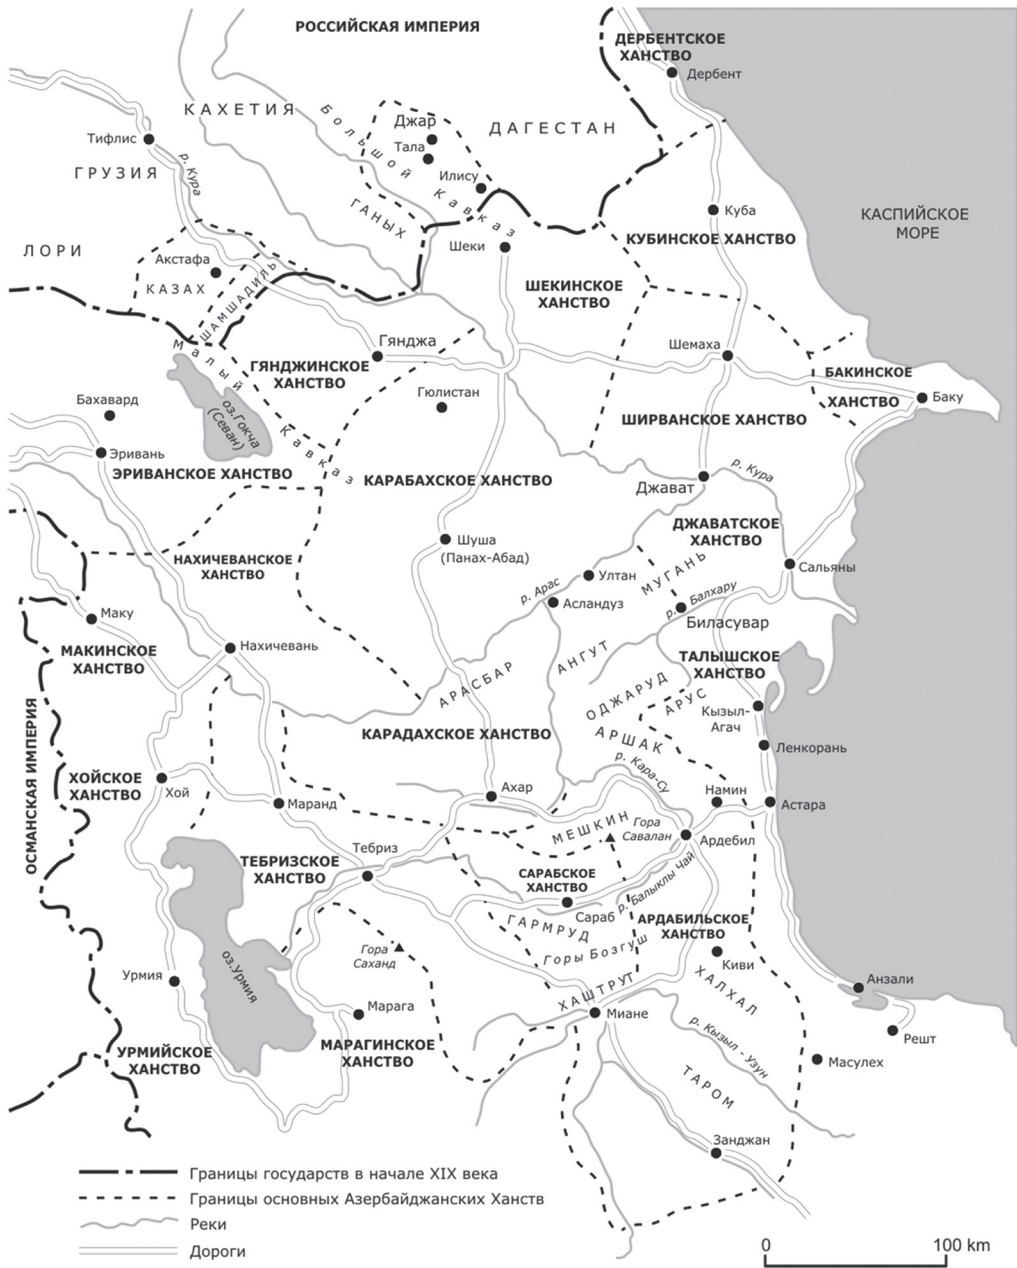 РОССИЙСКАЯ ИМПЕРИЯ
ДЕРБЕНТСКОЕ
ХАНСТВО
Дербент
КАХЕТИЯ
Большой Кавказ
Джар
Тала
Илису
ДАГЕСТАН
Тифлис
ГРУЗИЯ
р. Кура
ГАНЫХ
Куба
КУБИНСКОЕ ХАНСТВО
КАСПИЙСКОЕ
МОРЕ
ЛОРИ
Акстафа
КАЗАХ
ШАМШАДИЛЬ
Шеки
ШЕКИНСКОЕ
ХАНСТВО
Малый Кавказ
Гянджа
ГЯНДЖИНСКОЕ
ХАНСТВО
Шемаха
БАКИНСКОЕ
ХАНСТВО
Баку
Гюлистан
ШИРВАНСКОЕ ХАНСТВО
Бахавард
оз.Гокча
(Севан)
Эривань
ЭРИВАНСКОЕ ХАНСТВО
КАРАБАХСКОЕ ХАНСТВО
р. Кура
Джават
ДЖАВАТСКОЕ
ХАНСТВО
Шуша
(Панах-Абад)
НАХИЧЕВАНСКОЕ
ХАНСТВО
Сальяны
МУГАНЬ
Ултан
р. Арас
Асландуз
р. Балхару
Биласувар
Маку
МАКИНСКОЕ
ХАНСТВО
Нахичевань
АРАСБАР
АНГУТ
ТАЛЫШСКОЕ
ХАНСТВО
ОДЖАРУД
АРУС
Кызыл-
Агач
АРШАК
Ленкорань
КАРАДАХСКОЕ ХАНСТВО
ОСМАНСКАЯ ИМПЕРИЯ
ХОЙСКОЕ
ХАНСТВО
Хой
Маранд
Ахар
р. Кара-Су
Намин
Астара
МЕШКИН
Гора
Савалан
Ардебил
Тебриз
ТЕБРИЗСКОЕ
ХАНСТВО
САРАБСКОЕ
ХАНСТВО
Сараб
р. Балыклы Чай
АРДАБИЛЬСКОЕ
ХАНСТВО
ГАРМРУД
Горы Бозгуш
Гора
Саханд
оз.Урмия
Урмия
Киви
ХАЛХАЛ
Анзали
ХАШТРУТ
Миане
Марага
МАРАГИНСКОЕ
ХАНСТВО
УРМИЙСКОЕ
ХАНСТВО
Решт
Масулех
р. Кызыл - Узун
ТАРОМ
Занджан
Границы государств в начале XIX века
Границы основных Азербайджанских Ханств
Реки
Дороги
0 100 km